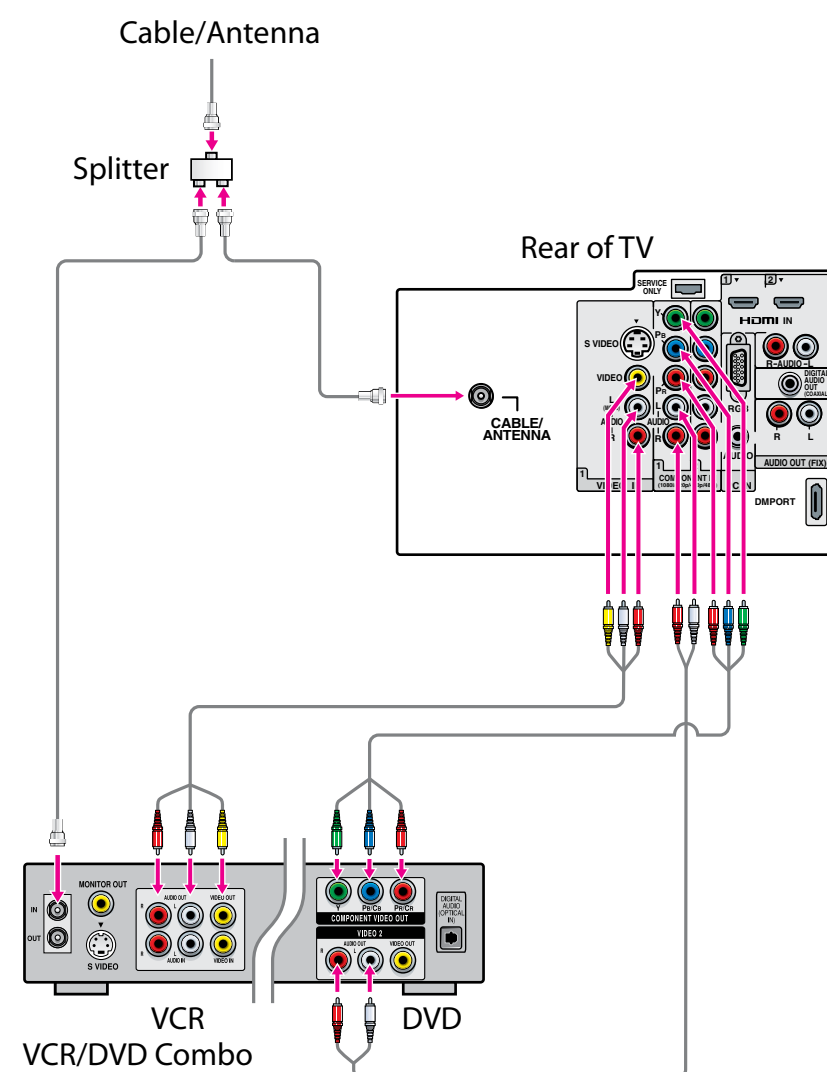 Cable/Antenna
Splitter
Rear of TV
SERVICE
ONLY
1
2
HDMI IN
S VIDEO
Y
PB
PR
VIDEO
L
AUDIO
R
L
AUDIO
R
1
VIDEO
1
R-AUDIO-L
DIGITAL
AUDIO
OUT
(COAXIAL
R L
AUDIO OUT (FIX)
DMPORT
CABLE/
ANTENNA
IN
OUT
MONITOR OUT
S VIDEO
R AUDIO OUT L VIDEO OUT
R AUDIO IN L VIDEO IN
Y PB/CB PR/CR
COMPONENT VIDEO OUT
VIDEO 2
R AUDIO OUT L VIDEO OUT
DIGITAL
AUDIO
(OPTICAL
IN)
VCR
DVD
VCR/DVD Combo